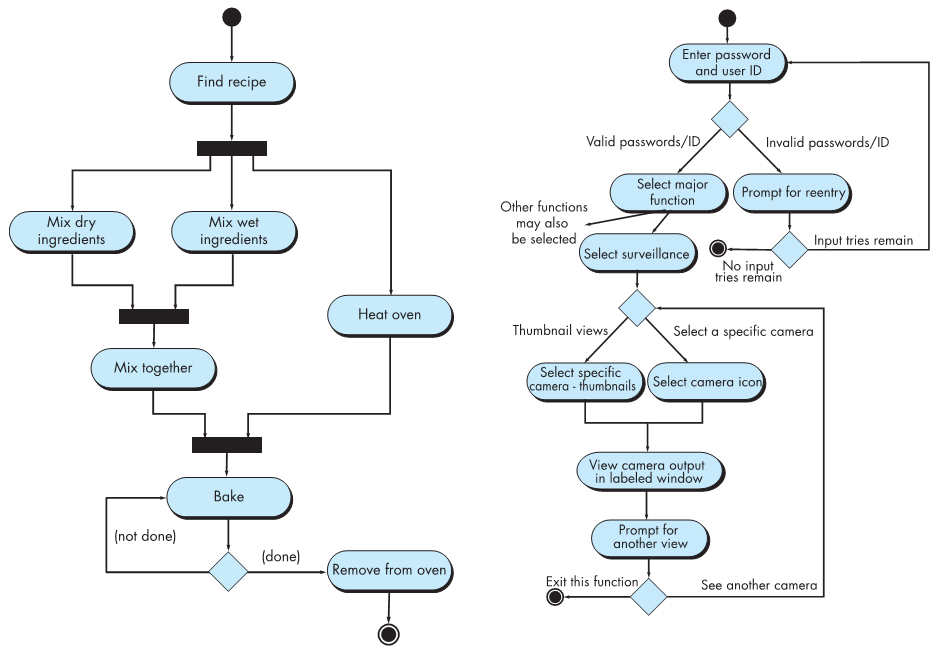 Find recipe
Mix dry
ingredients
Mix wet
ingredients
Heat oven
Mix together
Bake
(not done)
(done)
Remove from oven
Enter password
and user ID
Valid passwords/ID
Invalid passwords/ID
Select major
function
Prompt for reentry
Other functions
may also
be selected
Input tries remain
Select surveillance
No input
tries remain
Thumbnail views
Select a specific camera
Select specific
camera - thumbnails
Select camera icon
View camera output
in labeled window
Prompt for
another view
Exit this function
See another camera